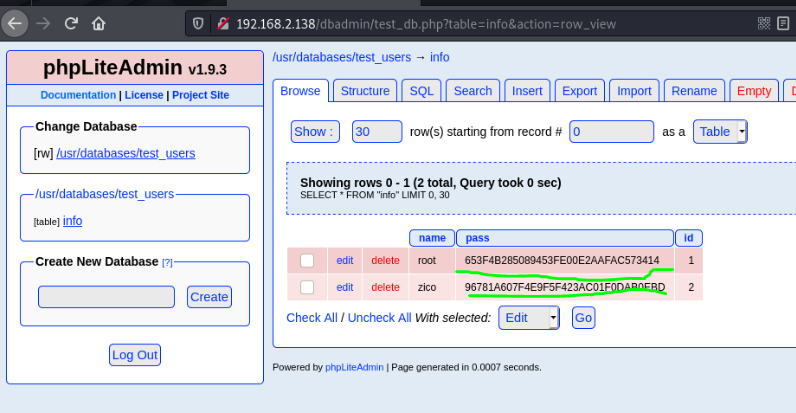 192.168.2.138/dbadmin/test_db.php?table=info&action=row_view
phpLiteAdmin v1.9.3
Documentation | License | Project Site
Change Database
[rw] /usr/databases/test_users
/usr/databases/test_users
[table] info
Create New Database [?]
Create
Log Out
/usr/databases/test_users → info
Browse Structure SQL Search Insert Export Import Rename Empty
Show : 30 row(s) starting from record # 0 as a Table
Showing rows 0 - 1 (2 total, Query took 0 sec)
SELECT * FROM "info" LIMIT 0, 30
name pass id
edit delete root 653F4B285089453FE00E2AAFAC573414 1
edit delete zico 96781A607F4E9F5F423AC01F0DAB0EBD 2
Check All / Uncheck All With selected: Edit Go
Powered by phpLiteAdmin | Page generated in 0.0007 seconds.